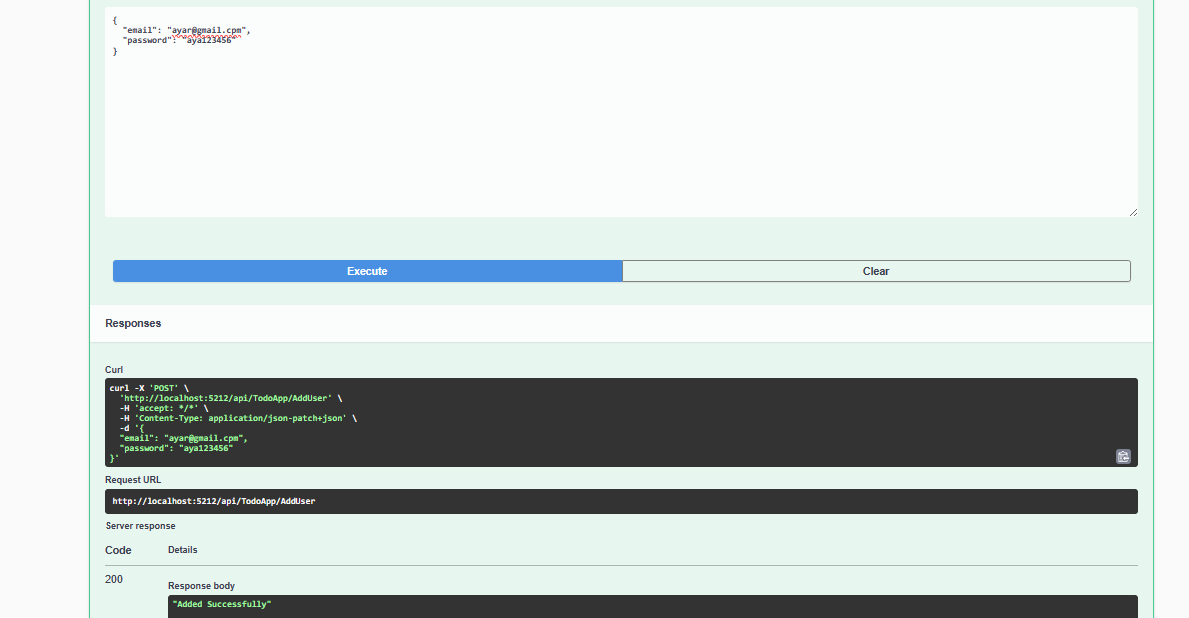 {
  "email": "ayar@gmail.cpm",
  "password": "aya123456"
}
Execute
Clear
Responses
Curl
curl -X 'POST' \
  'http://localhost:5212/api/TodoApp/AddUser' \
  -H 'accept: */*' \
  -H 'Content-Type: application/json-patch+json' \
  -d '{
  "email": "ayar@gmail.cpm",
  "password": "aya123456"
}'
Request URL
http://localhost:5212/api/TodoApp/AddUser
Server response
Code Details
200
Response body
"Added Successfully"